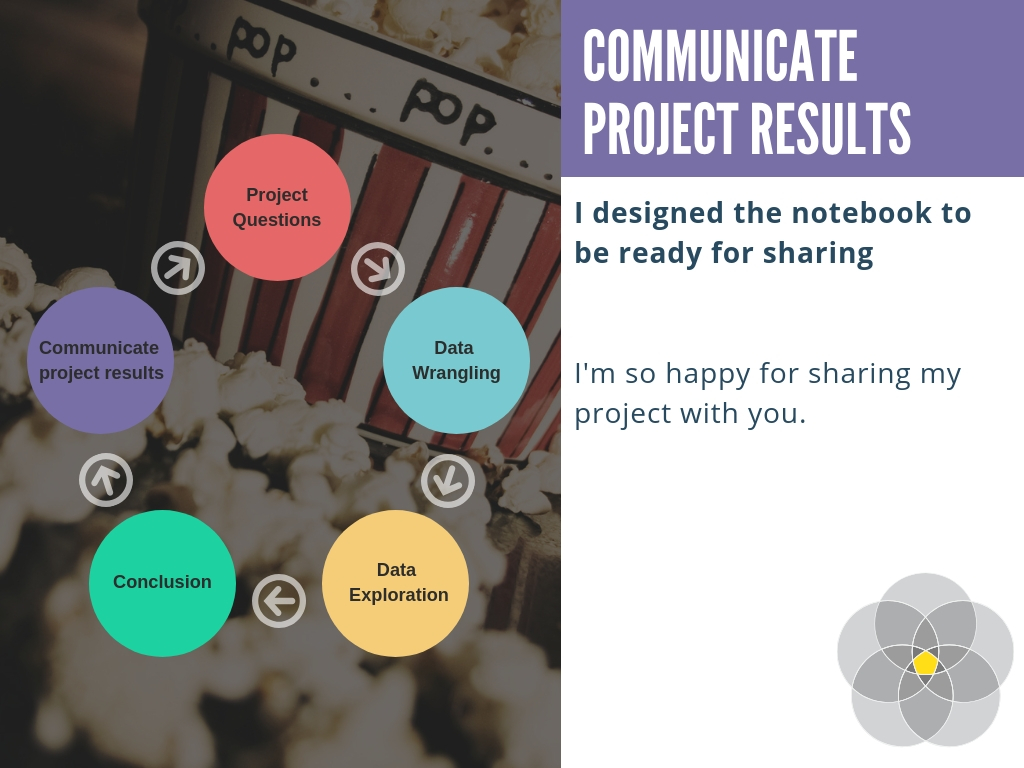 pop
pop
COMMUNICATE
PROJECT RESULTS
Project
Questions
I designed the notebook to
be ready for sharing
Communicate
project results
Data
Wrangling
I'm so happy for sharing my
project with you.
Conclusion
Data
Exploration